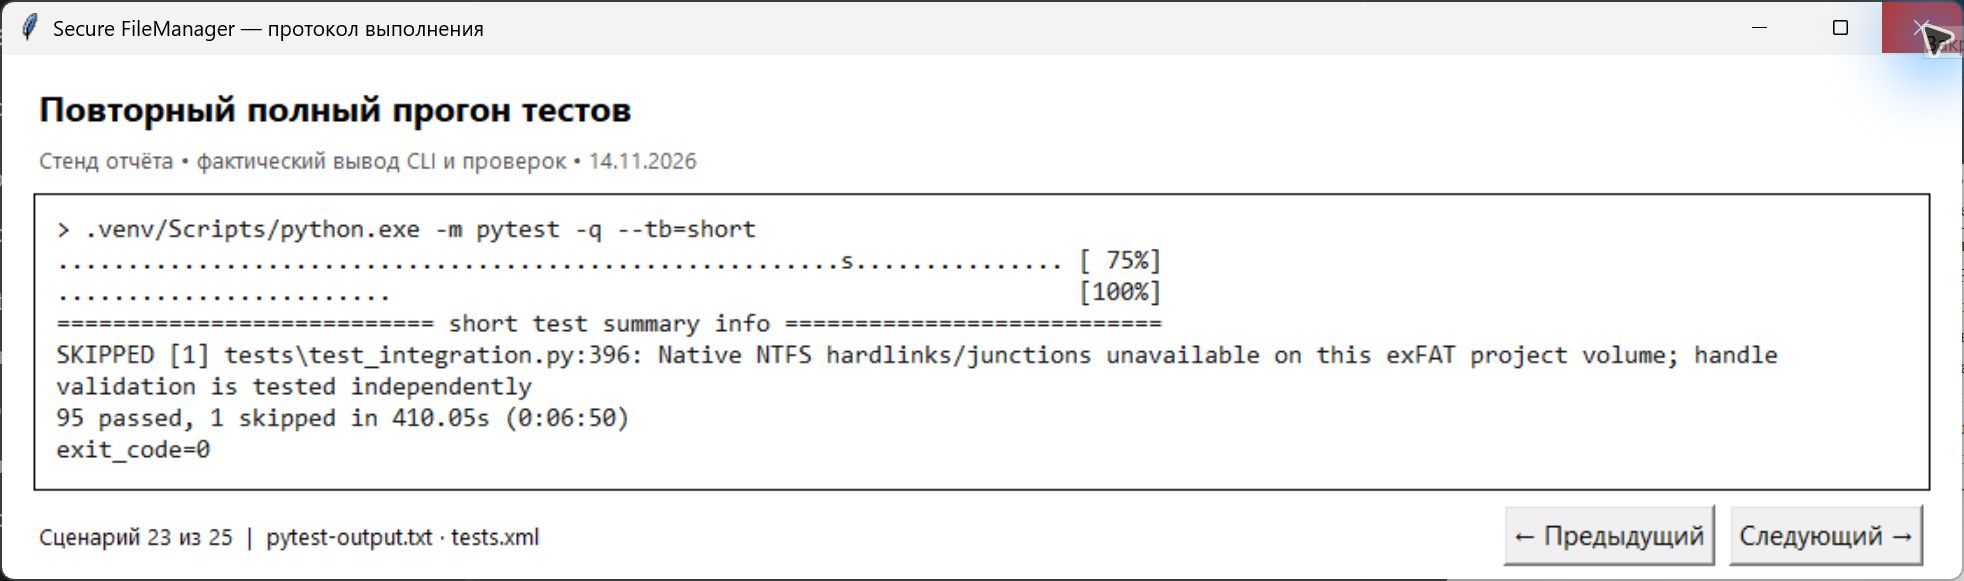 Secure FileManager — протокол выполнения
Повторный полный прогон тестов
Стенд отчёта • фактический вывод CLI и проверок • 14.11.2026
> .venv/Scripts/python.exe -m pytest -q --tb=short
.........................................................s............... [ 75%]
........................ [100%]
=========================== short test summary info ===========================
SKIPPED [1] tests\test_integration.py:396: Native NTFS hardlinks/junctions unavailable on this exFAT project volume; handle
validation is tested independently
95 passed, 1 skipped in 410.05s (0:06:50)
exit_code=0
Сценарий 23 из 25 | pytest-output.txt · tests.xml
← Предыдущий
Следующий →